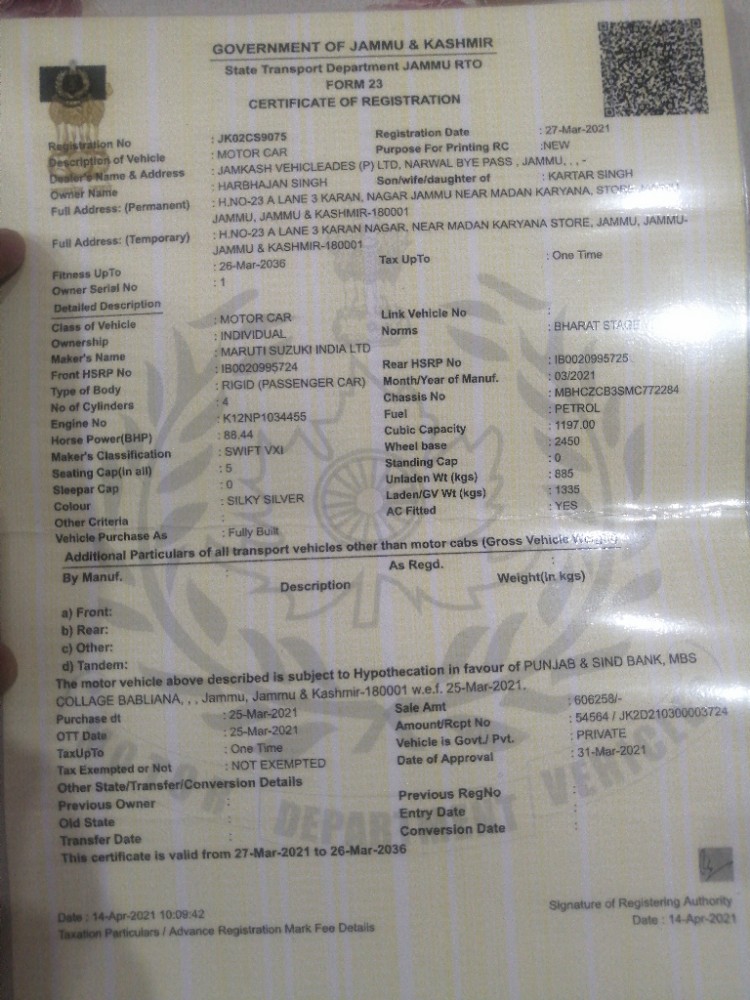 GOVERNMENT OF JAMMU & KASHMIR
State Transport Department JAMMU RTO
FORM 23
CERTIFICATE OF REGISTRATION
Registration No : JK02CS9075 Registration Date : 27-Mar-2021
Description of Vehicle : MOTOR CAR Purpose For Printing RC :NEW
Dealer's Name & Address : JAMKASH VEHICLEADES (P) LTD, NARWAL BYE PASS , JAMMU, , , -
Owner Name : HARBHAJAN SINGH Son/wife/daughter of : KARTAR SINGH
Full Address: (Permanent) : H.NO-23 A LANE 3 KARAN, NAGAR JAMMU NEAR MADAN KARYANA, STORE,
JAMMU, JAMMU & KASHMIR-180001
Full Address: (Temporary) : H.NO-23 A LANE 3 KARAN NAGAR, NEAR MADAN KARYANA STORE, JAMMU, JAMMU-
JAMMU & KASHMIR-180001
Fitness UpTo : 26-Mar-2036 Tax UpTo : One Time
Owner Serial No : 1
Detailed Description
Class of Vehicle : MOTOR CAR Link Vehicle No :
Ownership : INDIVIDUAL Norms : BHARAT STAGE
Maker's Name : MARUTI SUZUKI INDIA LTD
Front HSRP No : IB0020995724 Rear HSRP No : IB0020995725
Type of Body : RIGID (PASSENGER CAR) Month/Year of Manuf. : 03/2021
No of Cylinders : 4 Chassis No : MBHCZCB3SMC772284
Engine No : K12NP1034455 Fuel : PETROL
Horse Power(BHP) : 88.44 Cubic Capacity : 1197.00
Maker's Classification : SWIFT VXI Wheel base : 2450
Seating Cap(in all) : 5 Standing Cap : 0
Sleepar Cap : 0 Unladen Wt (kgs) : 885
Colour : SILKY SILVER Laden/GV Wt (kgs) : 1335
Other Criteria : AC Fitted : YES
Vehicle Purchase As : Fully Built
Additional Particulars of all transport vehicles other than motor cabs (Gross Vehicle Weight)
By Manuf. : As Regd. :
Description Weight(in kgs)
a) Front:
b) Rear:
c) Other:
d) Tandem:
The motor vehicle above described is subject to Hypothecation in favour of PUNJAB & SIND BANK, MBS
COLLAGE BABLIANA, , , Jammu, Jammu & Kashmir-180001 w.e.f. 25-Mar-2021.
Purchase dt : 25-Mar-2021 Sale Amt : 606258/-
OTT Date : 25-Mar-2021 Amount/Rcpt No : 54564 / JK2D210300003724
TaxUpTo : One Time Vehicle is Govt./ Pvt. : PRIVATE
Tax Exempted or Not : NOT EXEMPTED Date of Approval : 31-Mar-2021
Other State/Transfer/Conversion Details
Previous Owner : Previous RegNo :
Old State : Entry Date :
Transfer Date : Conversion Date :
This certificate is valid from 27-Mar-2021 to 26-Mar-2036
Signature of Registering Authority
Date : 14-Apr-2021 10:09:42 Date : 14-Apr-2021
Taxation Particulars / Advance Registration Mark Fee Details